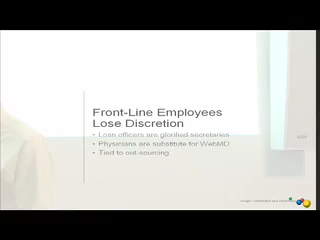 Front-Line Employees
Lose Discretion
• Loan officers are glorified secretaries
• Physicians are substitute for WebMD
• Tied to out-sourcing